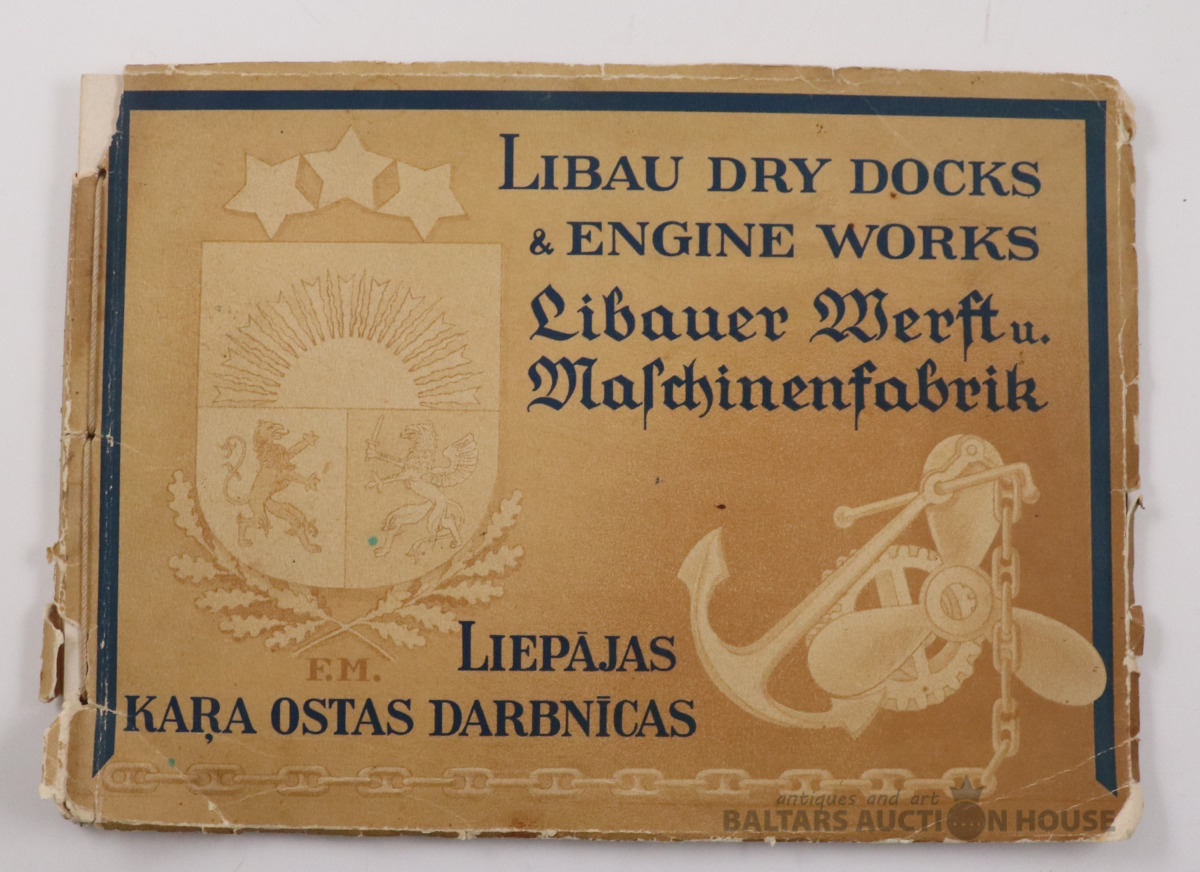 LIBAU DRY DOCKS
& ENGINE WORKS
Libauer Werft u.
Maſchinenfabrik
F.M.
LIEPĀJAS
KAŖA OSTAS DARBNĪCAS
antiques and art
BALTARS AUCTION HOUSE